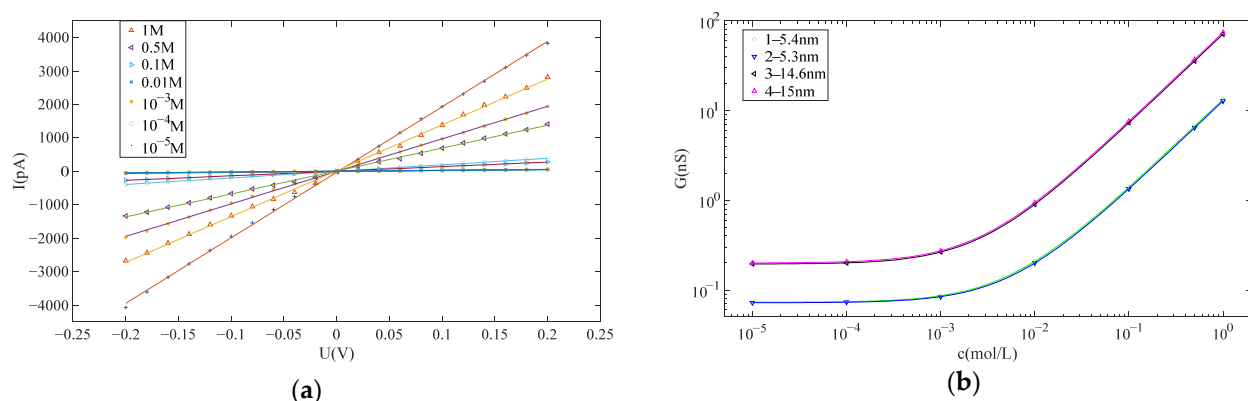 4000
3000
2000
1000
0
−1000
−2000
−3000
−4000
I(pA)
1M
0.5M
0.1M
0.01M
10⁻³M
10⁻⁴M
10⁻⁵M
−0.25 −0.2 −0.15 −0.1 −0.05 0 0.05 0.1 0.15 0.2 0.25
U(V)
(a)
10²
10¹
10⁰
10⁻¹
G(nS)
1−5.4nm
2−5.3nm
3−14.6nm
4−15nm
10⁻⁵ 10⁻⁴ 10⁻³ 10⁻² 10⁻¹ 10⁰
c(mol/L)
(b)